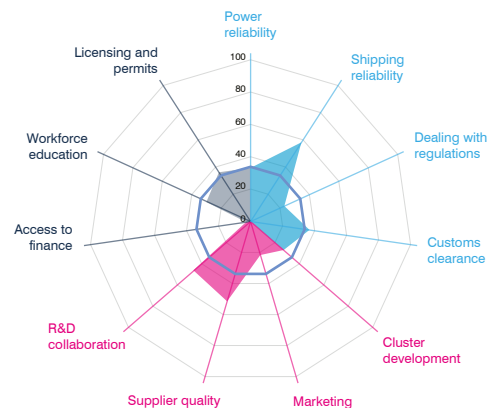 Power
reliability
Licensing and
permits
Shipping
reliability
100
80
60
40
20
0
Workforce
education
Dealing with
regulations
Access to
finance
Customs
clearance
R&D
collaboration
Cluster
development
Supplier quality
Marketing